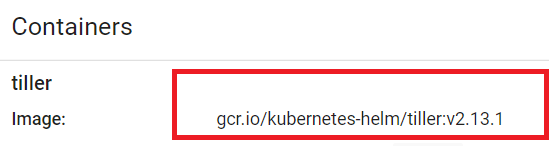 Containers
tiller
Image: gcr.io/kubernetes-helm/tiller:v2.13.1